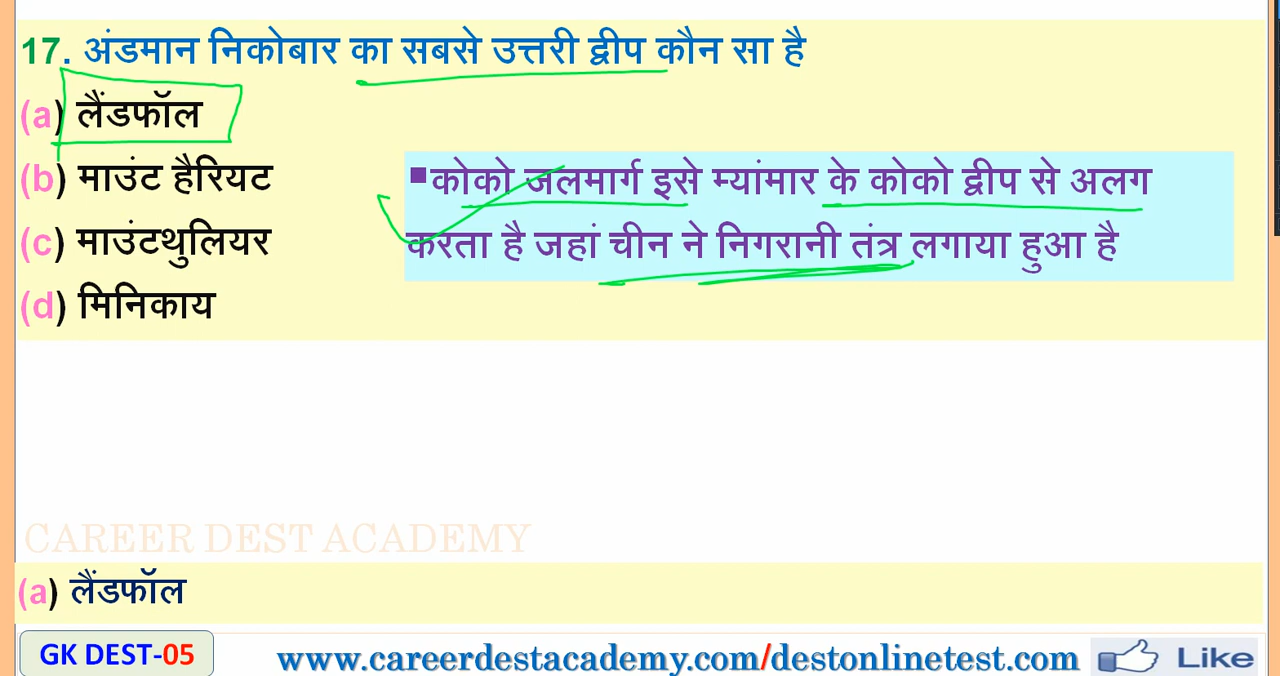 17. अंडमान निकोबार का सबसे उत्तरी द्वीप कौन सा है
(a) लैंडफॉल
(b) माउंट हैरियट
(c) माउंटथुलियर
(d) मिनिकाय
▪कोको जलमार्ग इसे म्यांमार के कोको द्वीप से अलग
करता है जहां चीन ने निगरानी तंत्र लगाया हुआ है
CAREER DEST ACADEMY
(a) लैंडफॉल
GK DEST-05
www.careerdestacademy.com/destonlinetest.com
Like